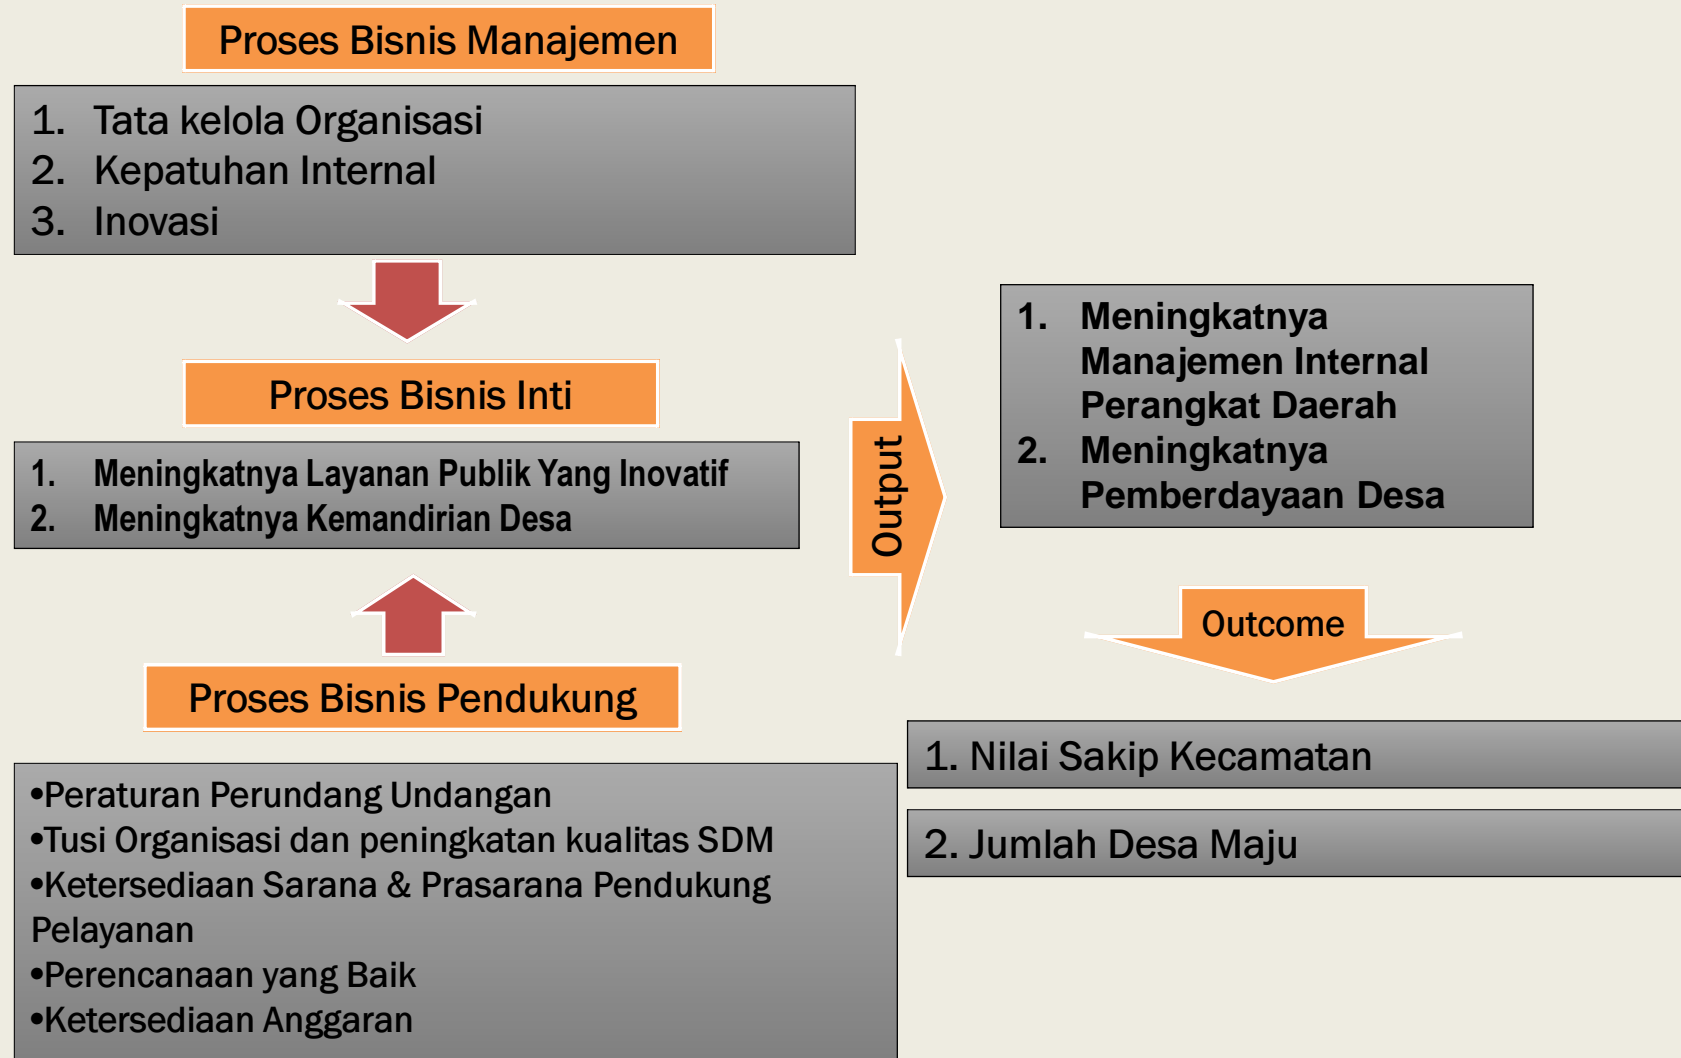 Proses Bisnis Manajemen
1. Tata kelola Organisasi
2. Kepatuhan Internal
3. Inovasi
Proses Bisnis Inti
1. Meningkatnya Layanan Publik Yang Inovatif
2. Meningkatnya Kemandirian Desa
Proses Bisnis Pendukung
•Peraturan Perundang Undangan
•Tusi Organisasi dan peningkatan kualitas SDM
•Ketersediaan Sarana & Prasarana Pendukung
Pelayanan
•Perencanaan yang Baik
•Ketersediaan Anggaran
Output
1. Meningkatnya
Manajemen Internal
Perangkat Daerah
2. Meningkatnya
Pemberdayaan Desa
Outcome
1. Nilai Sakip Kecamatan
2. Jumlah Desa Maju